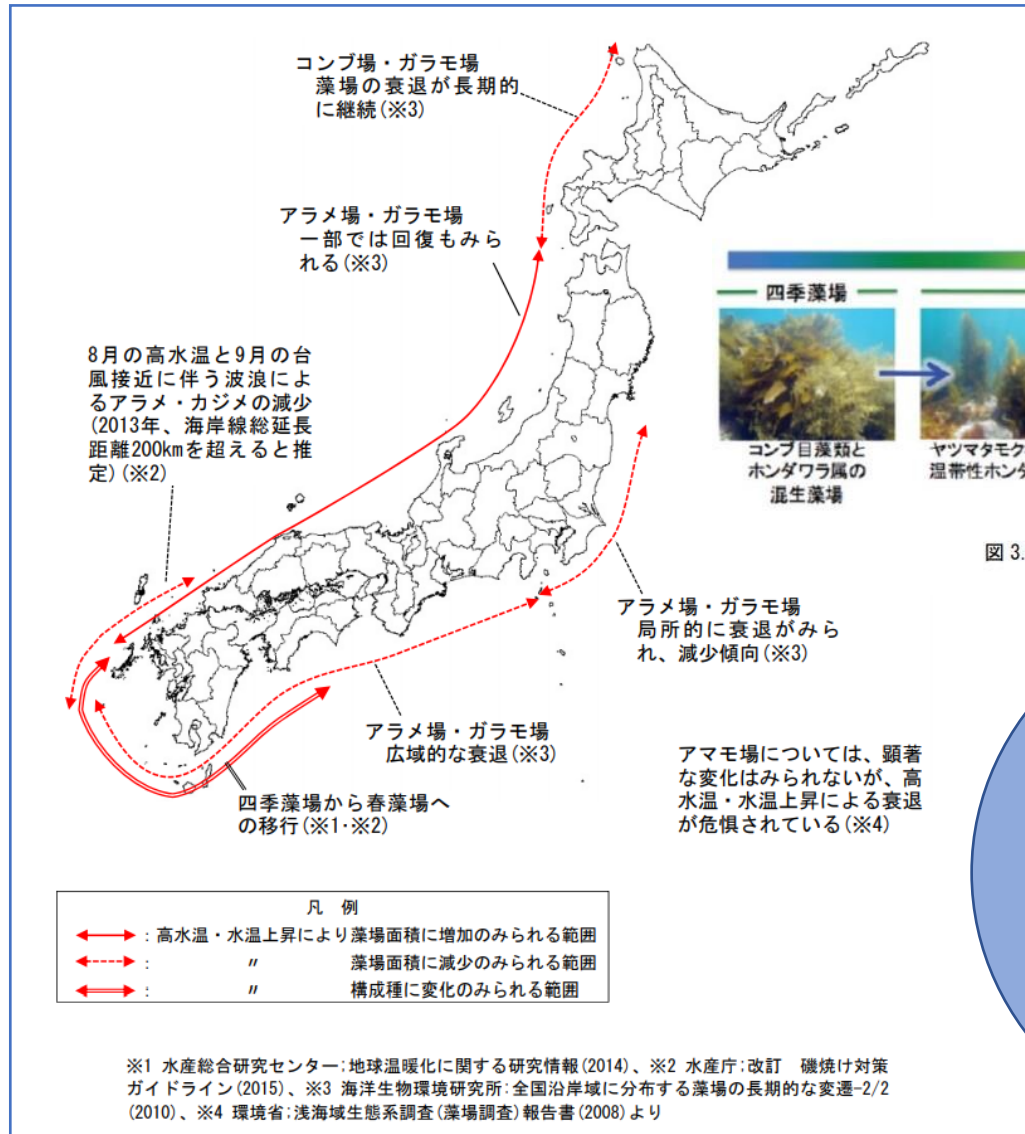 コンブ場・ガラモ場
藻場の衰退が長期的
に継続(※3)
アラメ場・ガラモ場
一部では回復もみら
れる(※3)
8月の高水温と9月の台
風接近に伴う波浪によ
るアラメ・カジメの減少
(2013年、海岸線総延長
距離200kmを超えると推
定)(※2)
四季藻場
コンブ目藻類と
ホンダワラ属の
混生藻場
ヤツマタモク
温帯性ホンダ
図 3.
アラメ場・ガラモ場
局所的に衰退がみら
れ、減少傾向(※3)
アラメ場・ガラモ場
広域的な衰退(※3)
四季藻場から春藻場へ
の移行(※1・※2)
アマモ場については、顕著
な変化はみられないが、高
水温・水温上昇による衰退
が危惧されている(※4)
凡 例
：高水温・水温上昇により藻場面積に増加のみられる範囲
： 〃 藻場面積に減少のみられる範囲
： 〃 構成種に変化のみられる範囲
※1 水産総合研究センター;地球温暖化に関する研究情報(2014)、※2 水産庁;改訂 磯焼け対策
ガイドライン(2015)、※3 海洋生物環境研究所;全国沿岸域に分布する藻場の長期的な変遷-2/2
(2010)、※4 環境省;浅海域生態系調査(藻場調査)報告書(2008)より